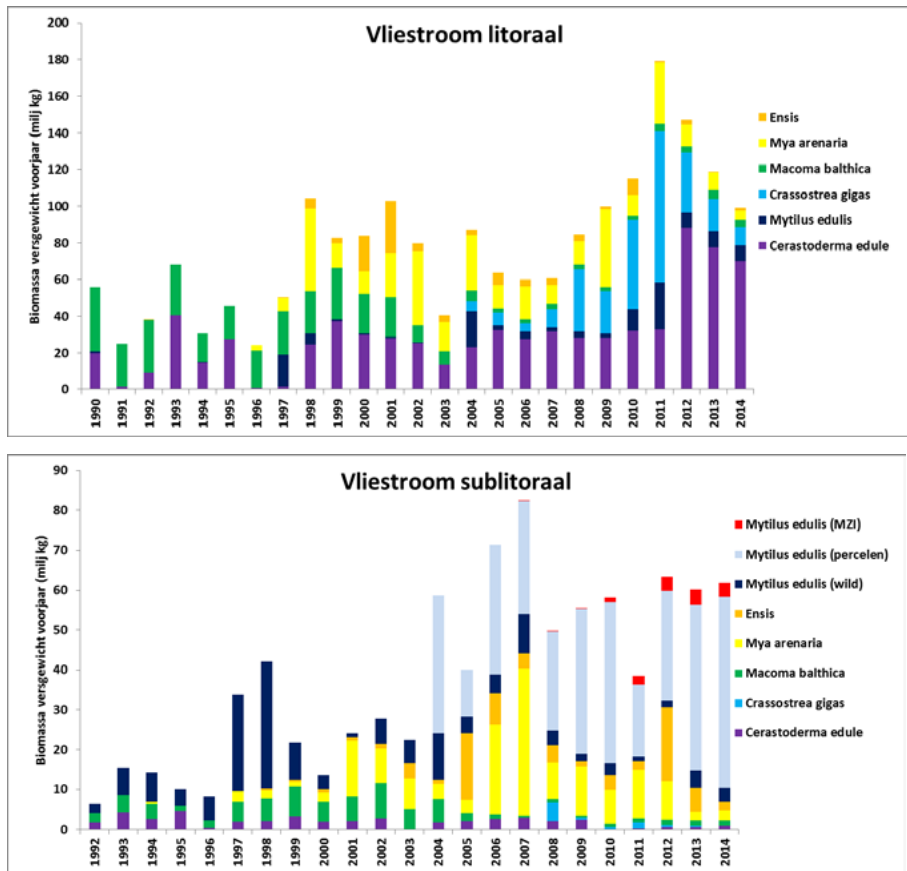 Vliestroom litoraal
Biomassa versgewicht voorjaar (milj kg)
200
180
160
140
120
100
80
60
40
20
0
Ensis
Mya arenaria
Macoma balthica
Crassostrea gigas
Mytilus edulis
Cerastoderma edule
1990 1991 1992 1993 1994 1995 1996 1997 1998 1999 2000 2001 2002 2003 2004 2005 2006 2007 2008 2009 2010 2011 2012 2013 2014
Vliestroom sublitoraal
Biomassa versgewicht voorjaar (milj kg)
90
80
70
60
50
40
30
20
10
0
Mytilus edulis (MZI)
Mytilus edulis (percelen)
Mytilus edulis (wild)
Ensis
Mya arenaria
Macoma balthica
Crassostrea gigas
Cerastoderma edule
1992 1993 1994 1995 1996 1997 1998 1999 2000 2001 2002 2003 2004 2005 2006 2007 2008 2009 2010 2011 2012 2013 2014